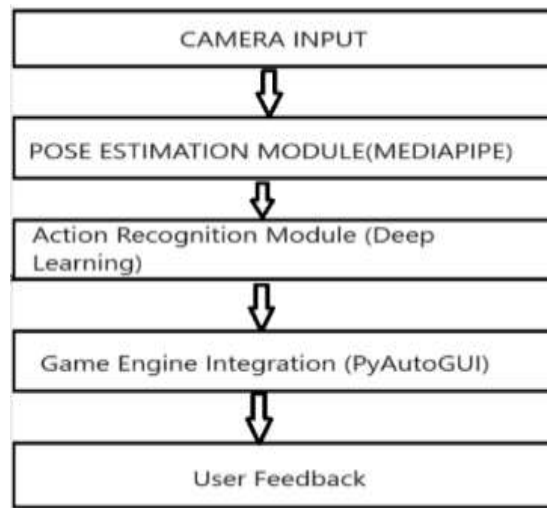 CAMERA INPUT
POSE ESTIMATION MODULE(MEDIAPIPE)
Action Recognition Module (Deep
Learning)
Game Engine Integration (PyAutoGUI)
User Feedback